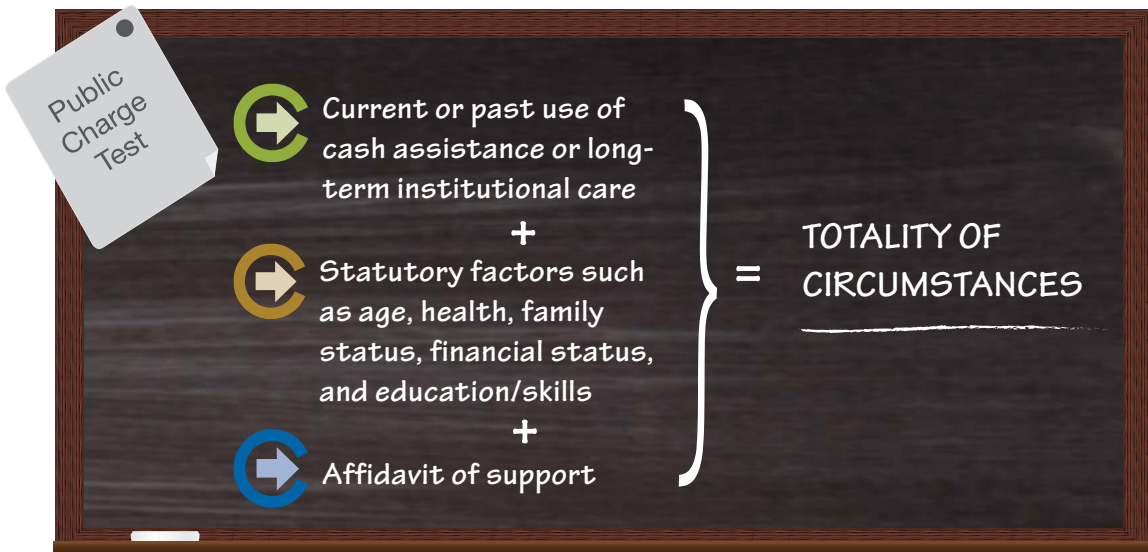 Public
Charge
Test
Current or past use of
cash assistance or long-
term institutional care
+
Statutory factors such
as age, health, family
status, financial status,
and education/skills
+
Affidavit of support
=
TOTALITY OF
CIRCUMSTANCES